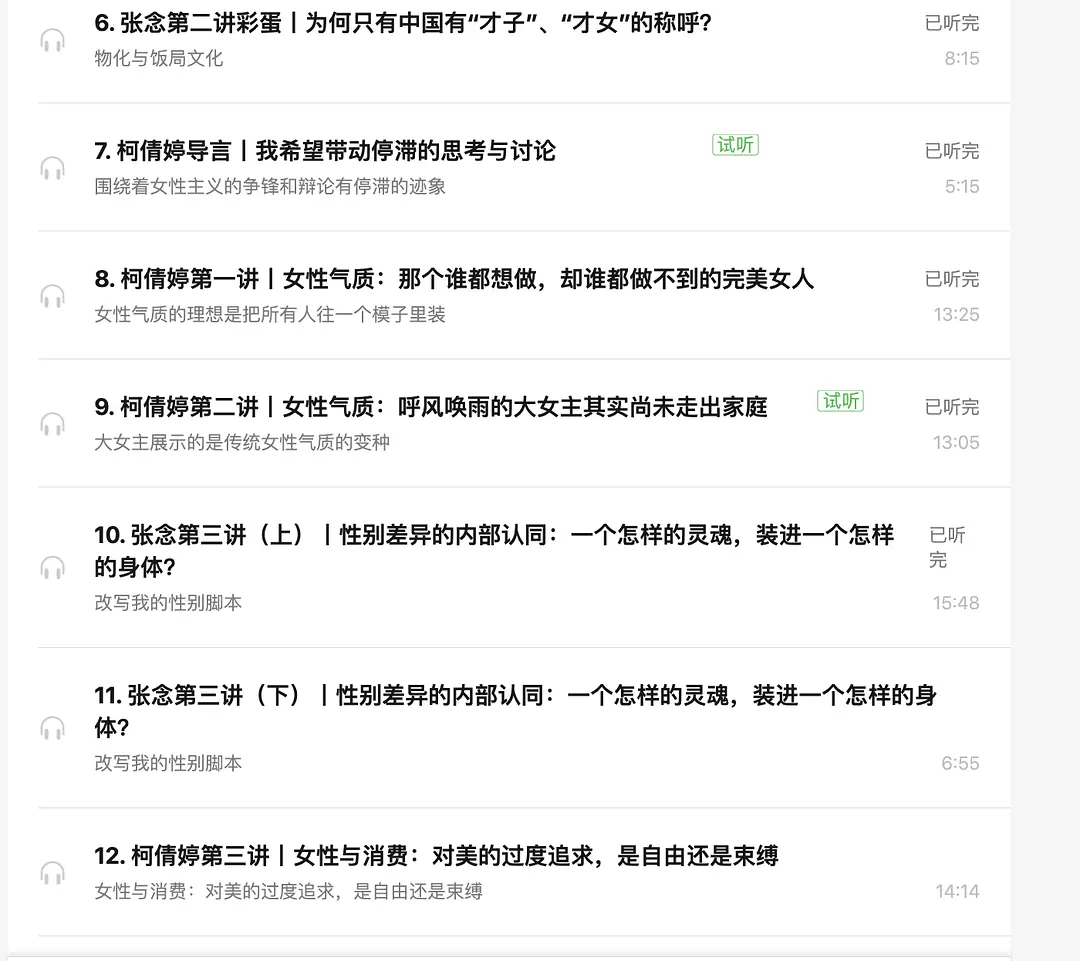 6. 张念第二讲彩蛋丨为何只有中国有“才子”、“才女”的称呼？
已听完
物化与饭局文化
8:15
7. 柯倩婷导言丨我希望带动停滞的思考与讨论
试听
已听完
围绕着女性主义的争锋和辩论有停滞的迹象
5:15
8. 柯倩婷第一讲丨女性气质：那个谁都想做，却谁都做不到的完美女人
已听完
女性气质的理想是把所有人往一个模子里装
13:25
9. 柯倩婷第二讲丨女性气质：呼风唤雨的大女主其实尚未走出家庭
试听
已听完
大女主展示的是传统女性气质的变种
13:05
10. 张念第三讲（上）丨性别差异的内部认同：一个怎样的灵魂，装进一个怎样
的身体？
已听
完
改写我的性别脚本
15:48
11. 张念第三讲（下）丨性别差异的内部认同：一个怎样的灵魂，装进一个怎样的身
体？
改写我的性别脚本
6:55
12. 柯倩婷第三讲丨女性与消费：对美的过度追求，是自由还是束缚
女性与消费：对美的过度追求，是自由还是束缚
14:14